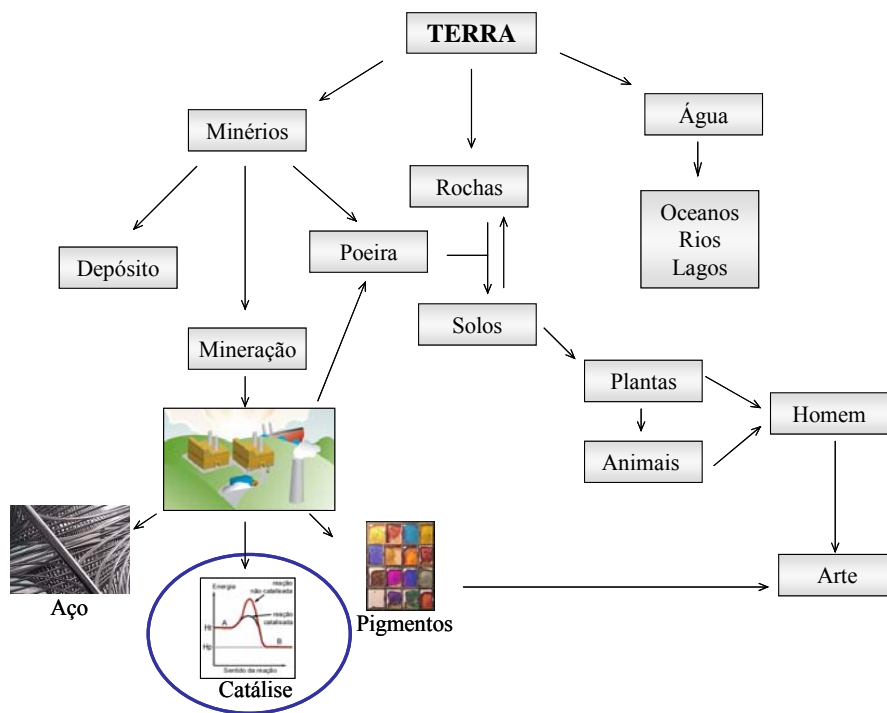 TERRA
Minérios
Água
Rochas
Oceanos
Rios
Lagos
Depósito
Poeira
Solos
Mineração
Plantas
Homem
Animais
Aço
Energia
reação
não catalisada
reação
catalisada
A
B
Hp
Sentido da reação
Catálise
Pigmentos
Arte